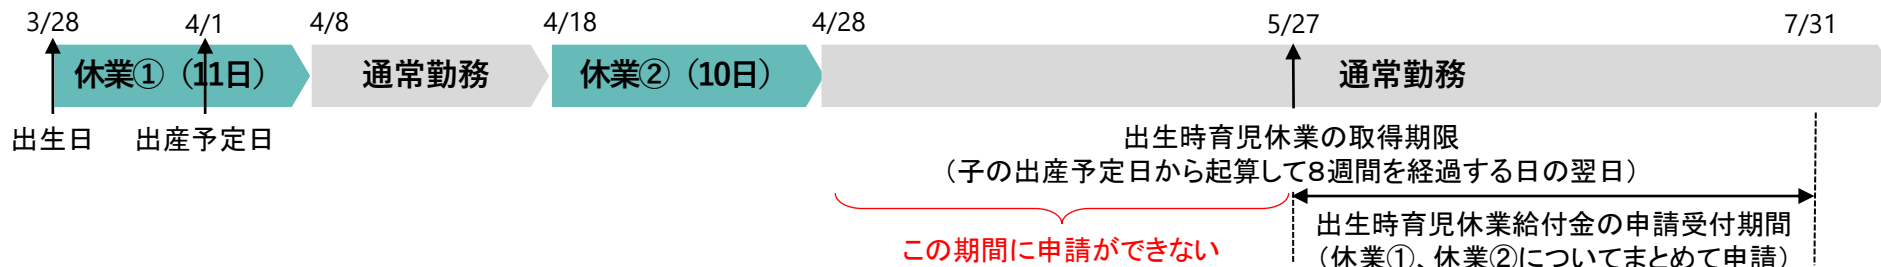 3/28 4/1 4/8 4/18 4/28 5/27 7/31
休業①（11日） 通常勤務 休業②（10日） 通常勤務
出生日 出産予定日
出生時育児休業の取得期限
（子の出産予定日から起算して８週間を経過する日の翌日）
この期間に申請ができない
出生時育児休業給付金の申請受付期間
（休業①、休業②についてまとめて申請）